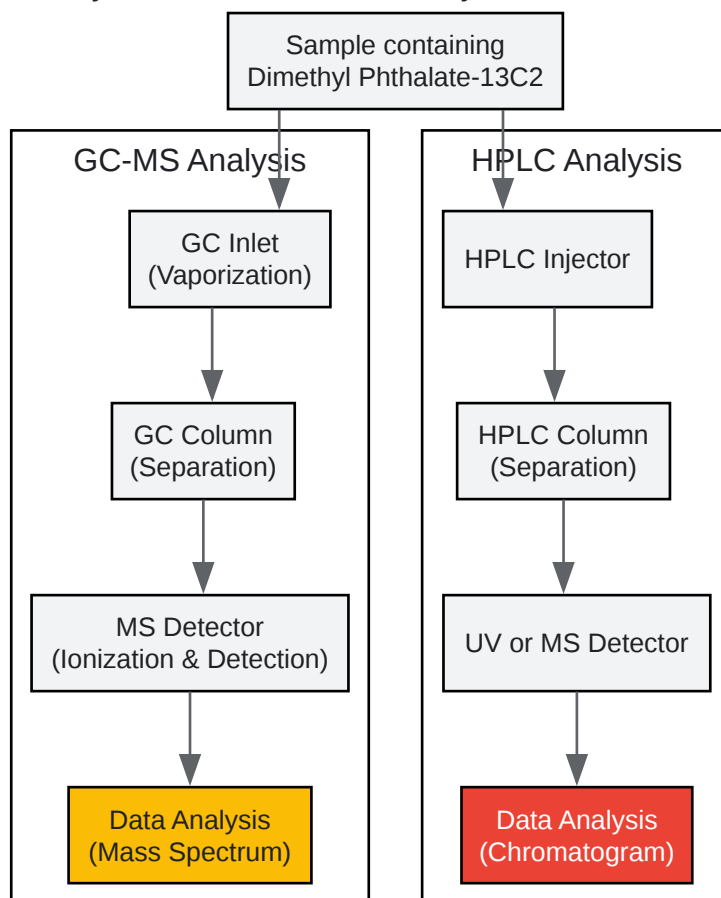 Sample containing
Dimethyl Phthalate-13C2
GC-MS Analysis
GC Inlet
(Vaporization)
GC Column
(Separation)
MS Detector
(Ionization & Detection)
Data Analysis
(Mass Spectrum)
HPLC Analysis
HPLC Injector
HPLC Column
(Separation)
UV or MS Detector
Data Analysis
(Chromatogram)